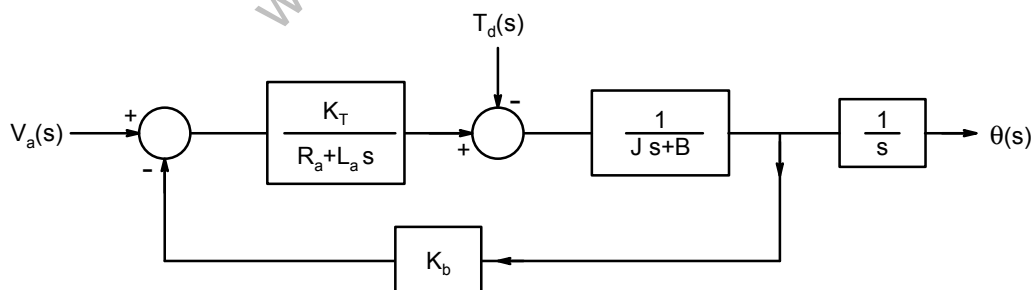 T_d(s)
V_a(s)
+
-
K_T
R_a+L_a s
+
-
1
J s+B
1
s
θ(s)
K_b